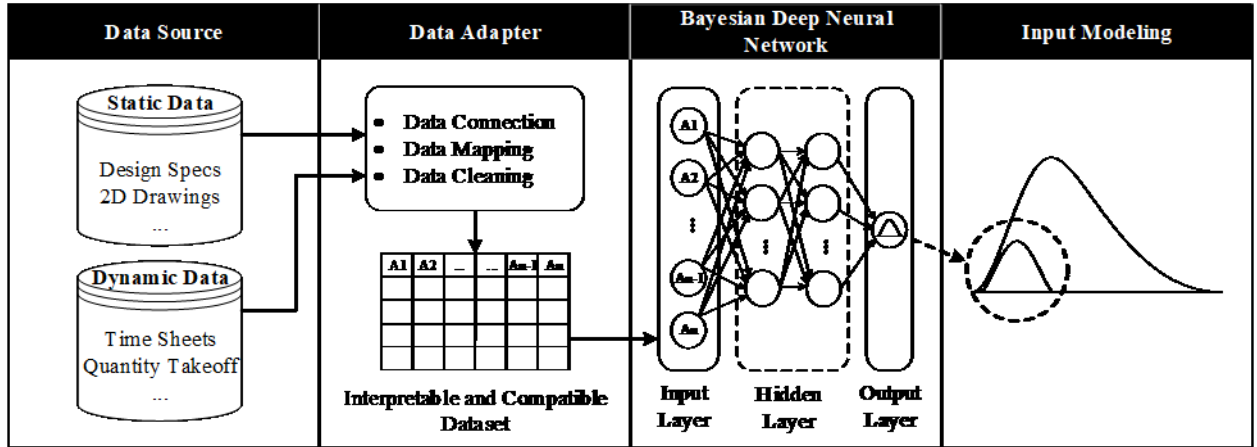 Data Source
Data Adapter
Bayesian Deep Neural
Network
Input Modeling
Static Data
Design Specs
2D Drawings
...
Dynamic Data
Time Sheets
Quantity Takeoff
...
• Data Connection
• Data Mapping
• Data Cleaning
A1 A2 ... ... An-1 An
Interpretable and Compatible
Dataset
A1
A2
...
An-1
An
...
...
Input
Layer
Hidden
Layer
Output
Layer